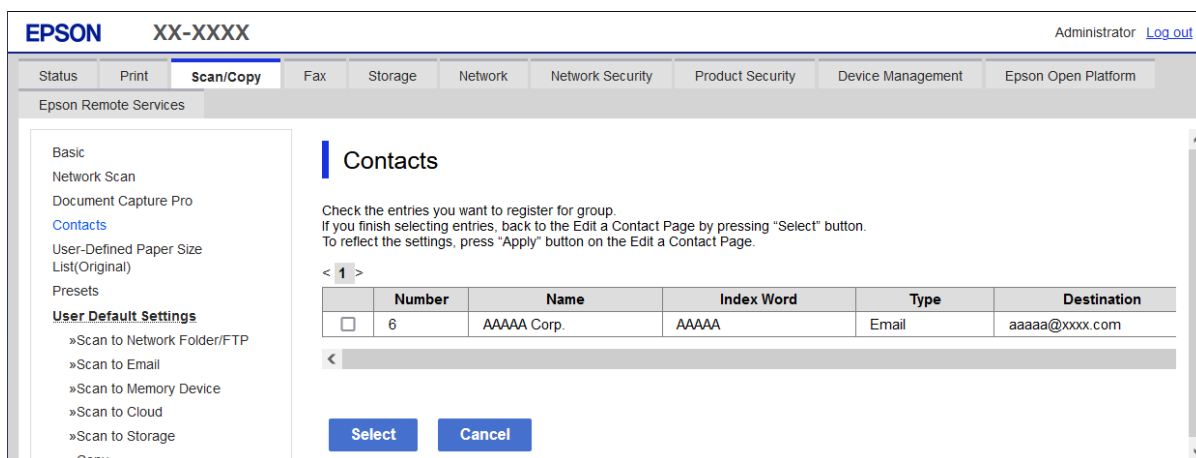 EPSON XX-XXXX Administrator Log out
Status Print Scan/Copy Fax Storage Network Network Security Product Security Device Management Epson Open Platform
Epson Remote Services
Basic
Network Scan
Document Capture Pro
Contacts
User-Defined Paper Size
List(Original)
Presets
User Default Settings
»Scan to Network Folder/FTP
»Scan to Email
»Scan to Memory Device
»Scan to Cloud
»Scan to Storage
Contacts
Check the entries you want to register for group.
If you finish selecting entries, back to the Edit a Contact Page by pressing “Select” button.
To reflect the settings, press “Apply” button on the Edit a Contact Page.
< 1 >
Number Name Index Word Type Destination
6 AAAAA Corp. AAAAA Email aaaaa@xxxx.com
Select Cancel